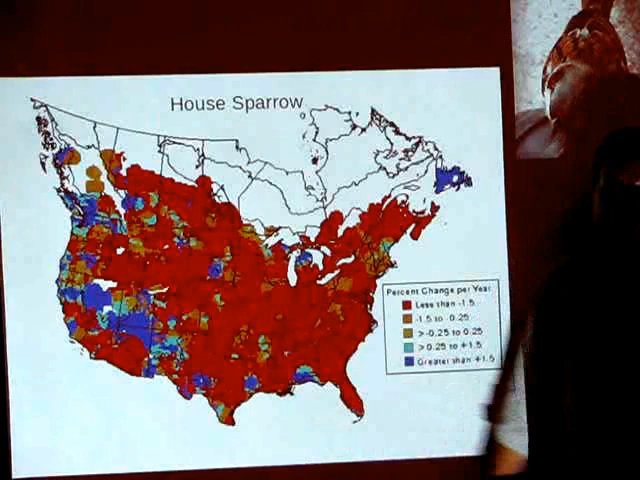 House Sparrow
Percent Change per Year
Less than -1.5
-1.5 to -0.25
> -0.25 to 0.25
> 0.25 to +1.5
Greater than +1.5